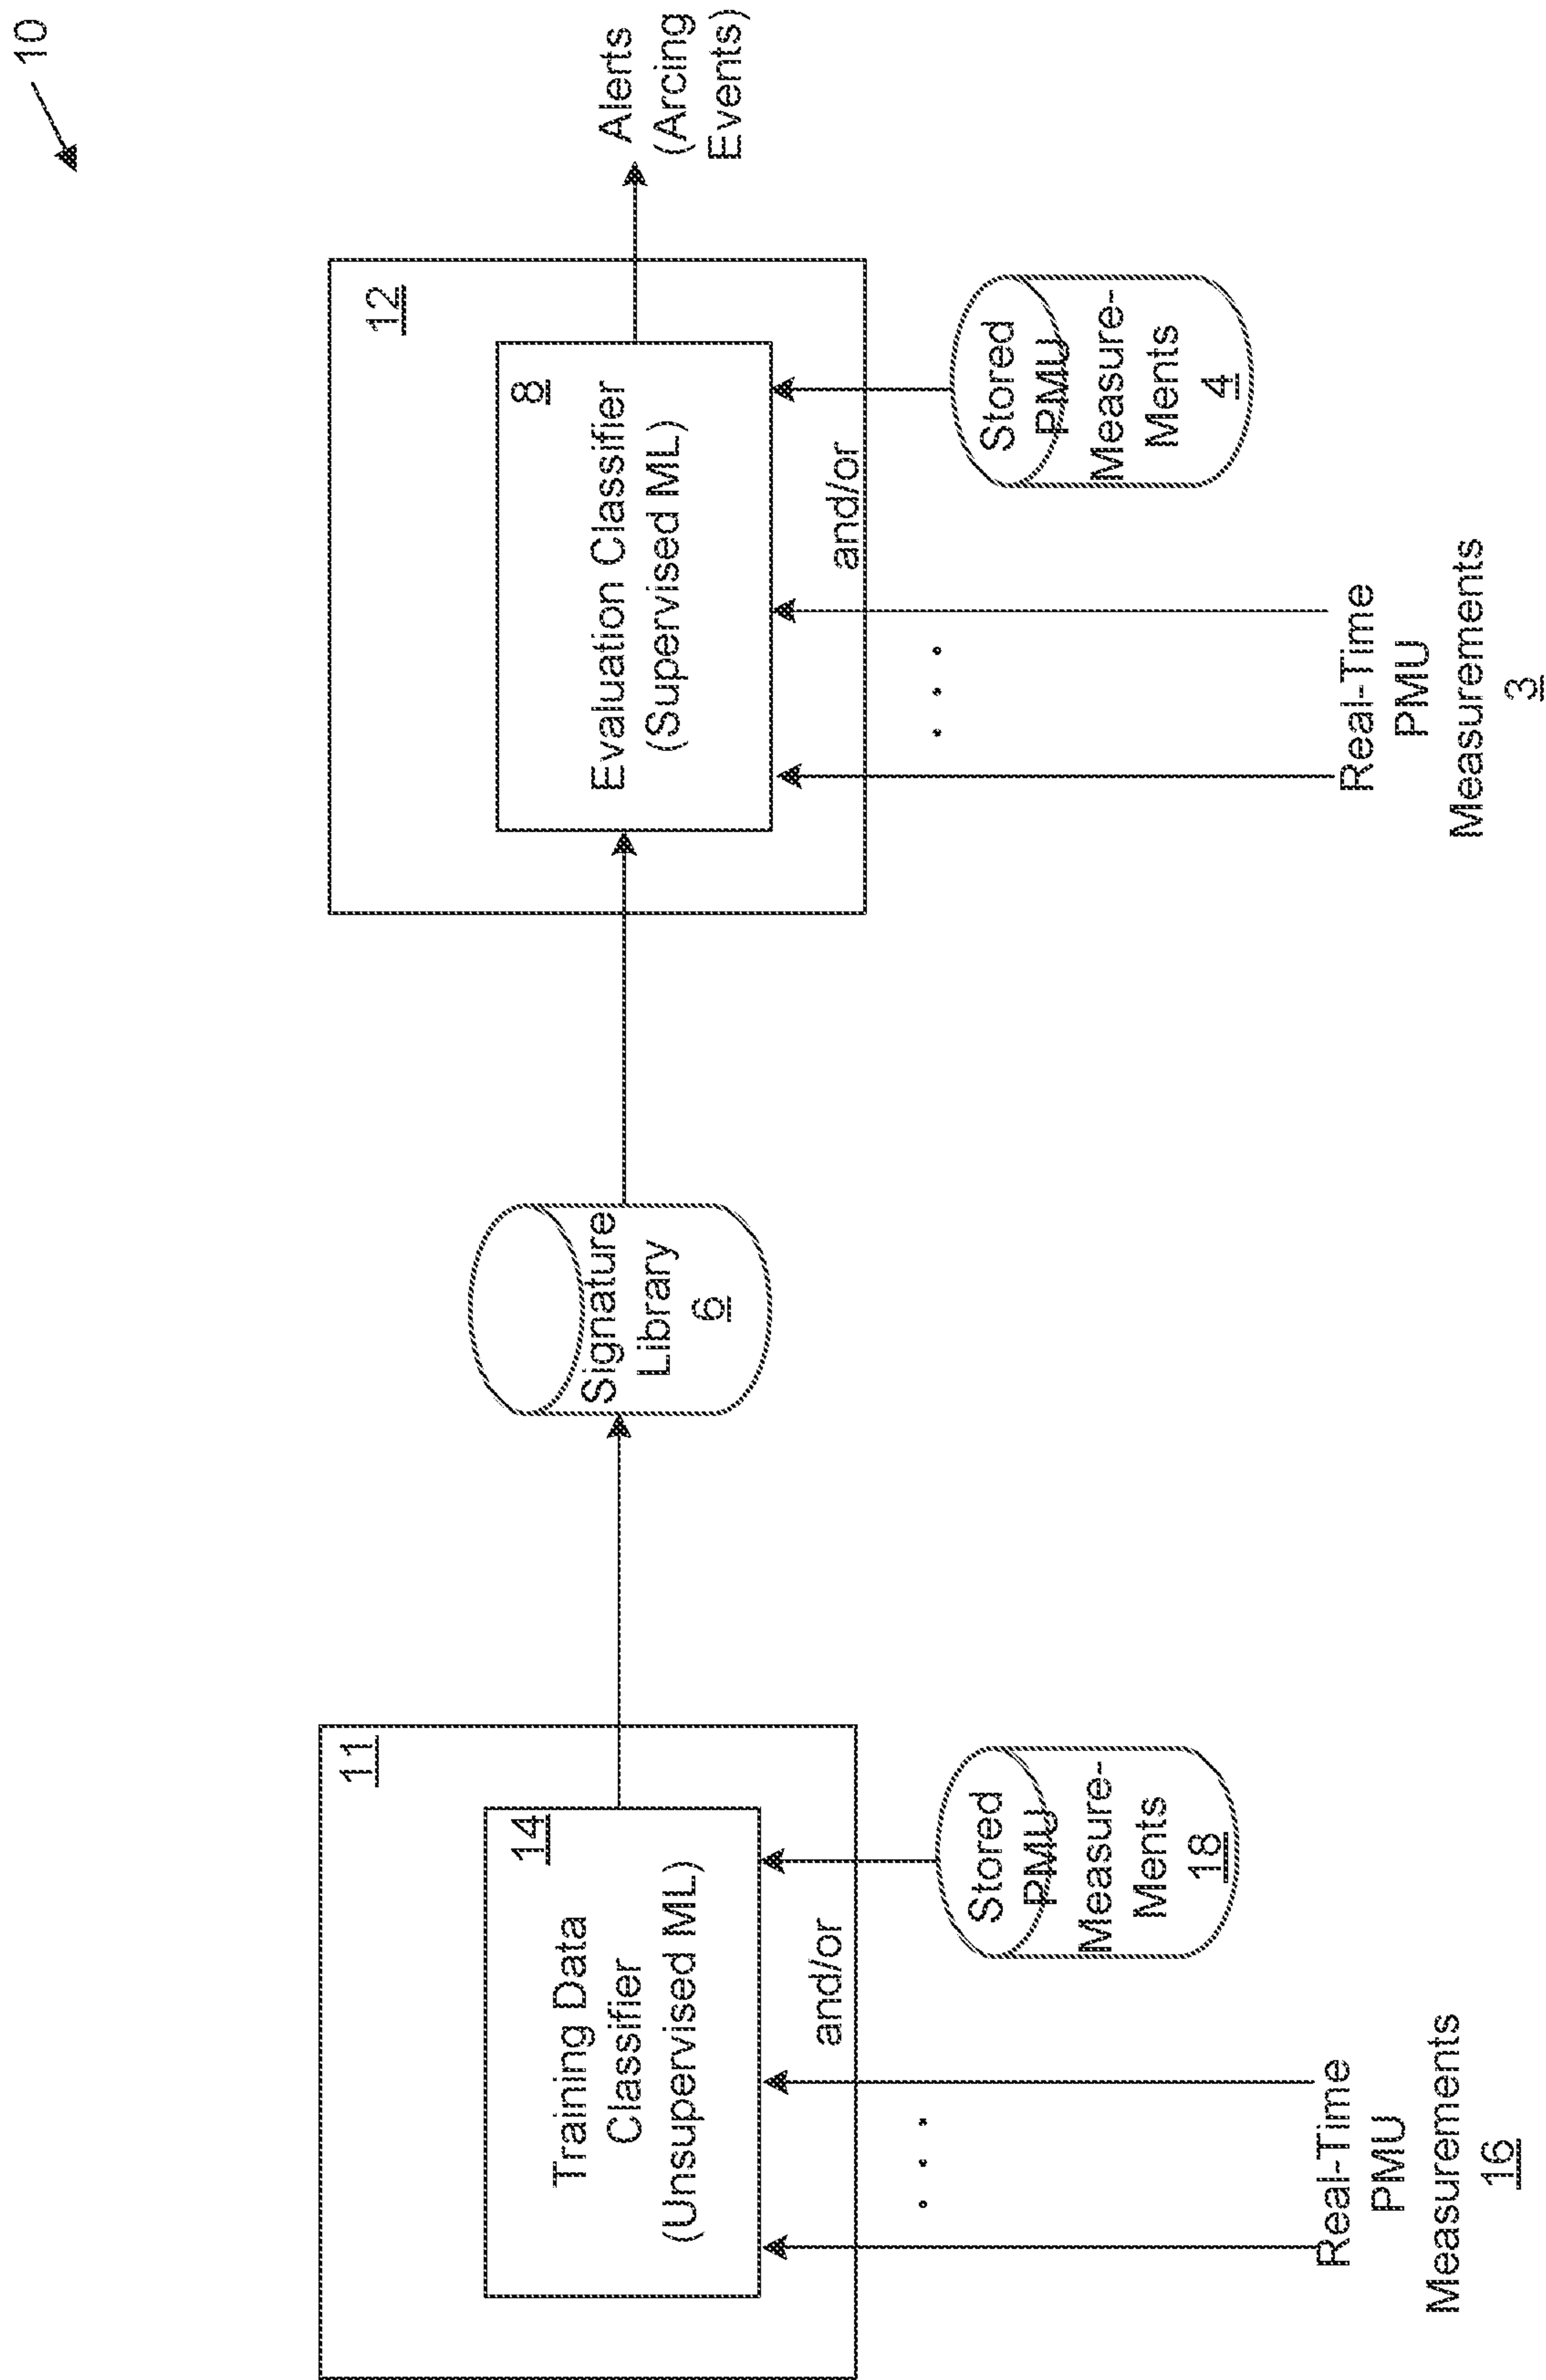 10
11
14
Training Data
Classifier
(Unsupervised ML)
and/or
Real-Time
PMU
Measurements
16
Stored
PMU
Measure-
Ments
18
Signature
Library
6
12
8
Evaluation Classifier
(Supervised ML)
and/or
Real-Time
PMU
Measurements
3
Stored
PMU
Measure-
Ments
4
Alerts
(Arcing
Events)